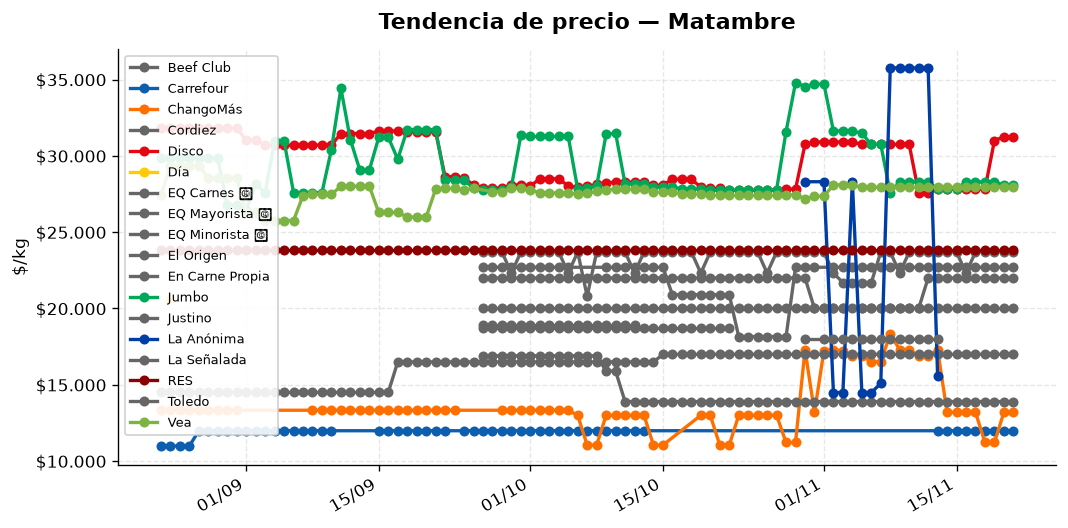 Tendencia de precio — Matambre
$/kg
$35.000
$30.000
$25.000
$20.000
$15.000
$10.000
Beef Club
Carrefour
ChangoMás
Cordiez
Disco
Día
EQ Carnes
EQ Mayorista
EQ Minorista
El Origen
En Carne Propia
Jumbo
Justino
La Anónima
La Señalada
RES
Toledo
Vea
01/09
15/09
01/10
15/10
01/11
15/11